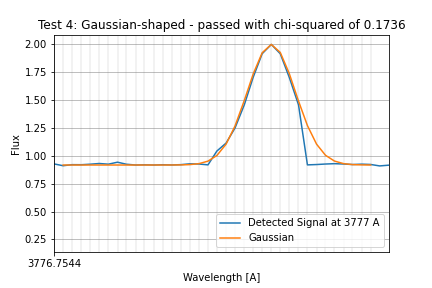 Test 4: Gaussian-shaped - passed with chi-squared of 0.1736
2.00
1.75
1.50
1.25
1.00
0.75
0.50
0.25
Flux
Detected Signal at 3777 A
Gaussian
3776.7544
Wavelength [A]